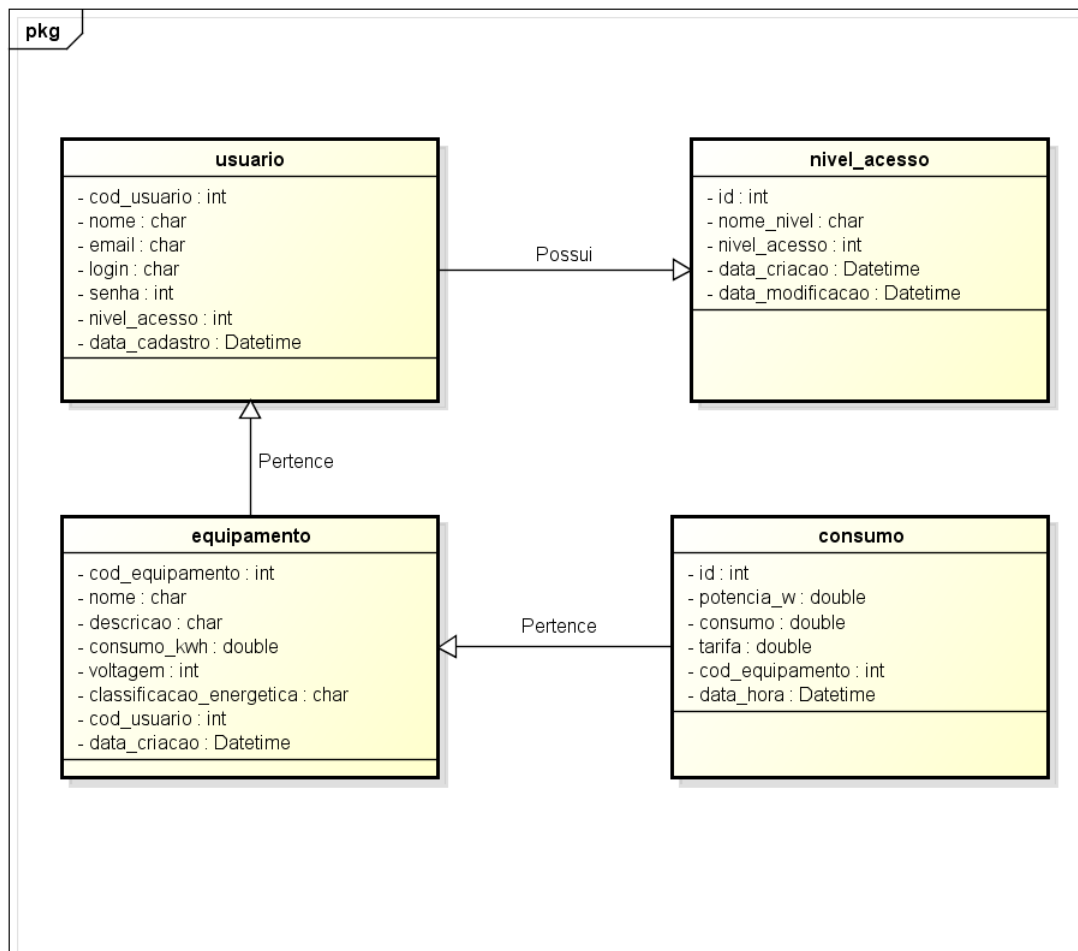 pkg
usuario
- cod_usuario : int
- nome : char
- email : char
- login : char
- senha : int
- nivel_acesso : int
- data_cadastro : Datetime
Possui
nivel_acesso
- id : int
- nome_nivel : char
- nivel_acesso : int
- data_criacao : Datetime
- data_modificacao : Datetime
Pertence
equipamento
- cod_equipamento : int
- nome : char
- descricao : char
- consumo_kwh : double
- voltagem : int
- classificacao_energetica : char
- cod_usuario : int
- data_criacao : Datetime
Pertence
consumo
- id : int
- potencia_w : double
- consumo : double
- tarifa : double
- cod_equipamento : int
- data_hora : Datetime